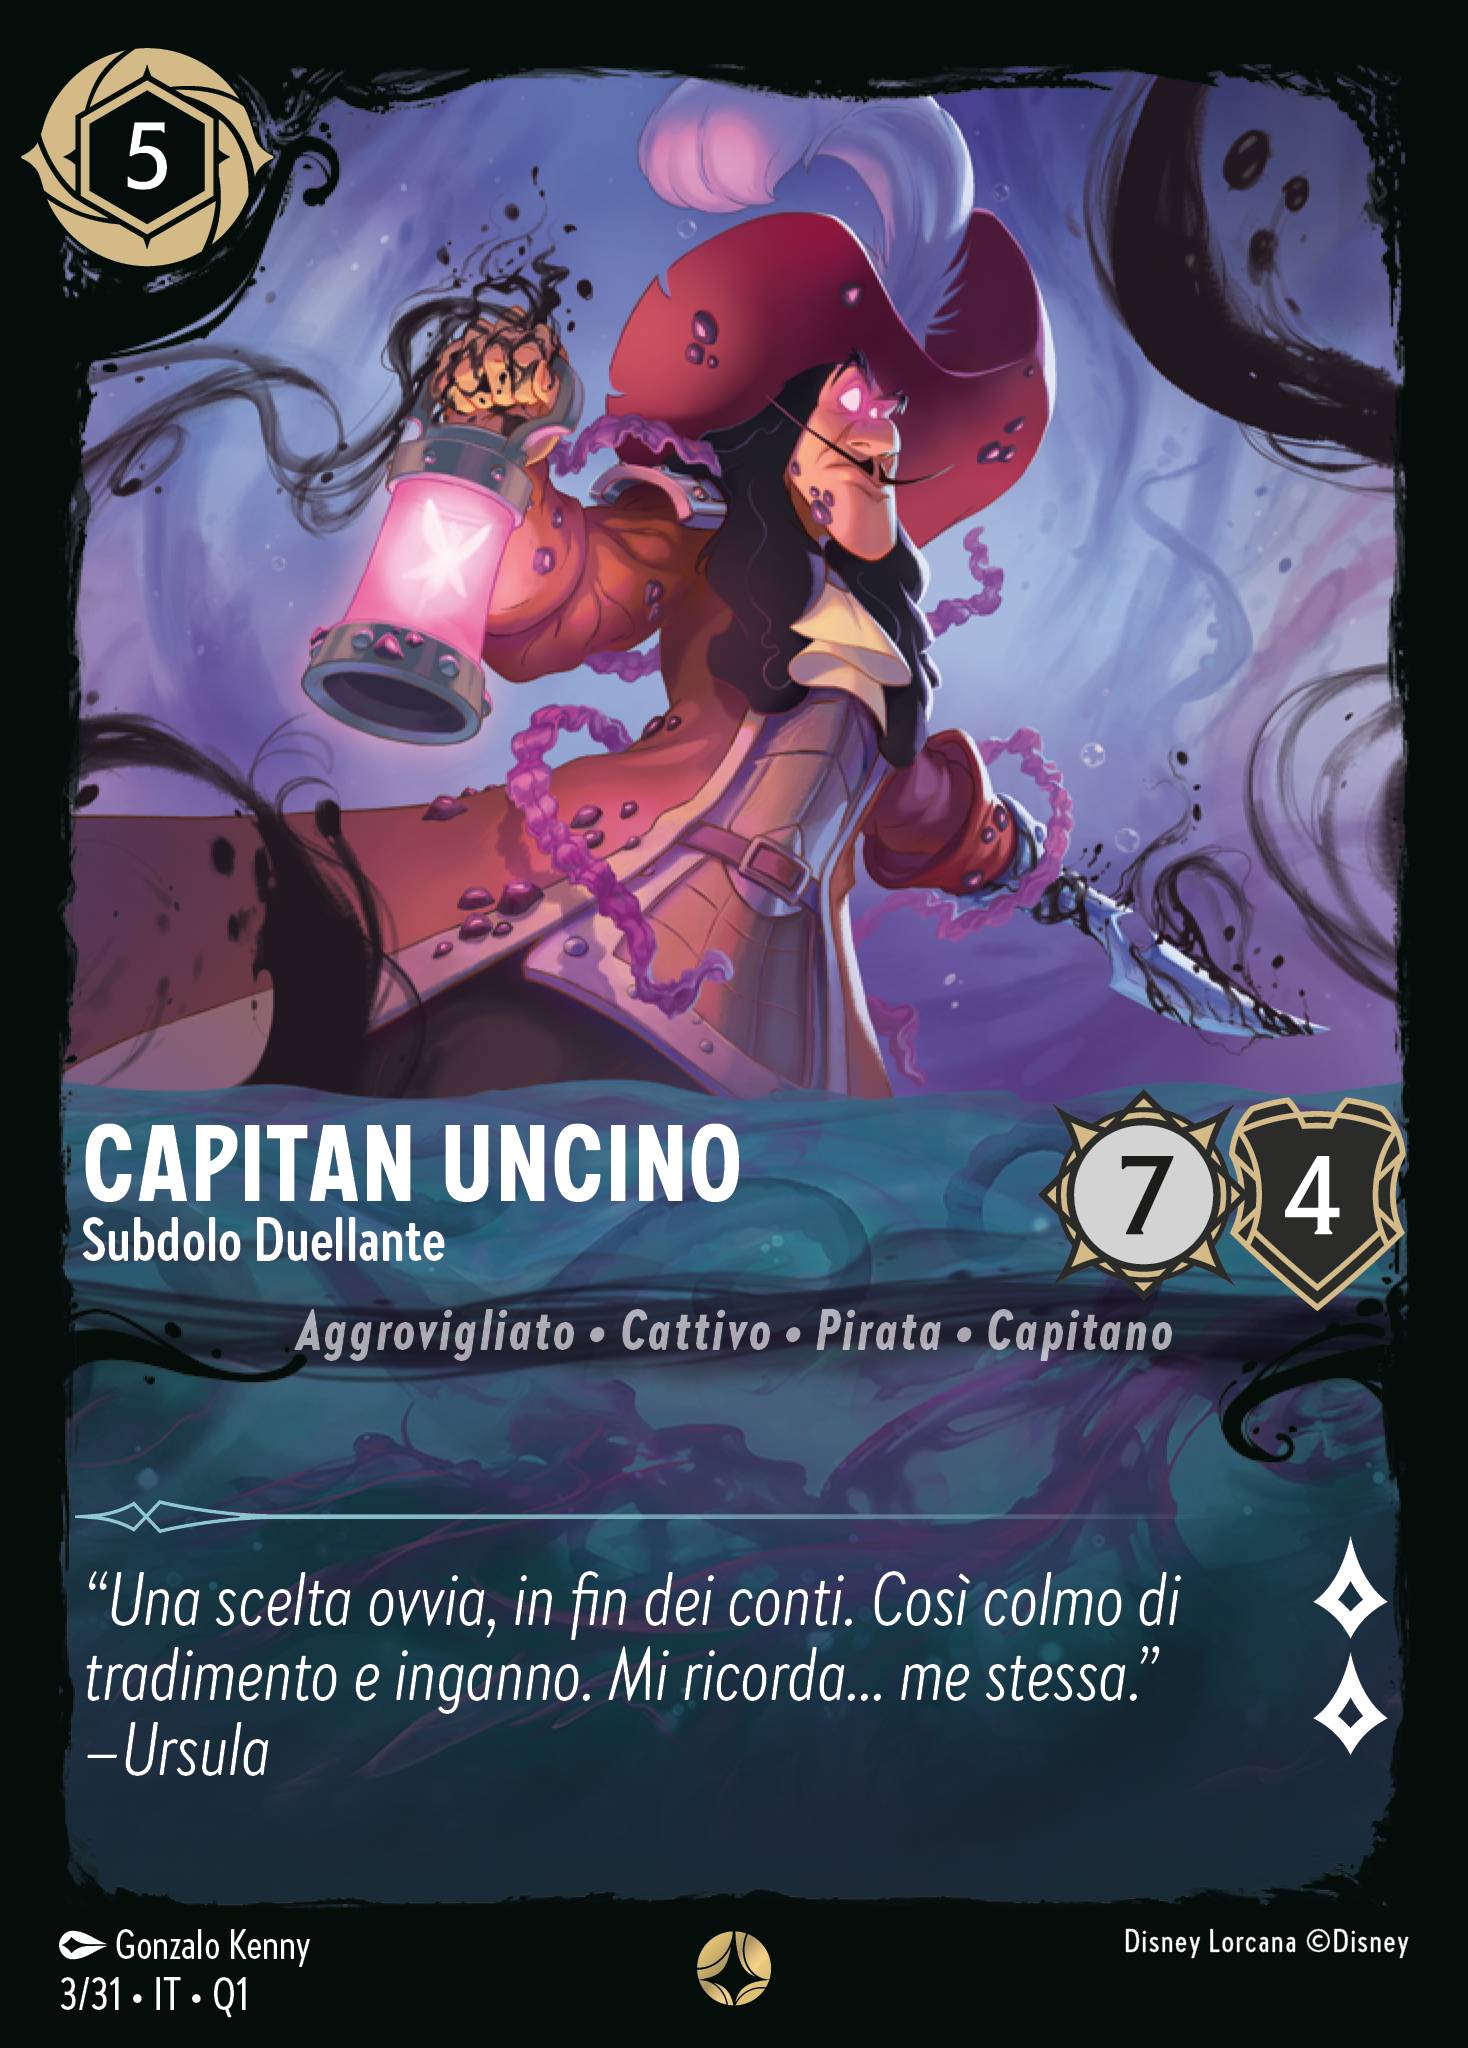 5
CAPITAN UNCINO
Subdolo Duellante
7 4
Aggrovigliato • Cattivo • Pirata • Capitano
“Una scelta ovvia, in fin dei conti. Così colmo di
tradimento e inganno. Mi ricorda... me stessa.”
–Ursula
Gonzalo Kenny
3/31 • IT • Q1
Disney Lorcana ©Disney